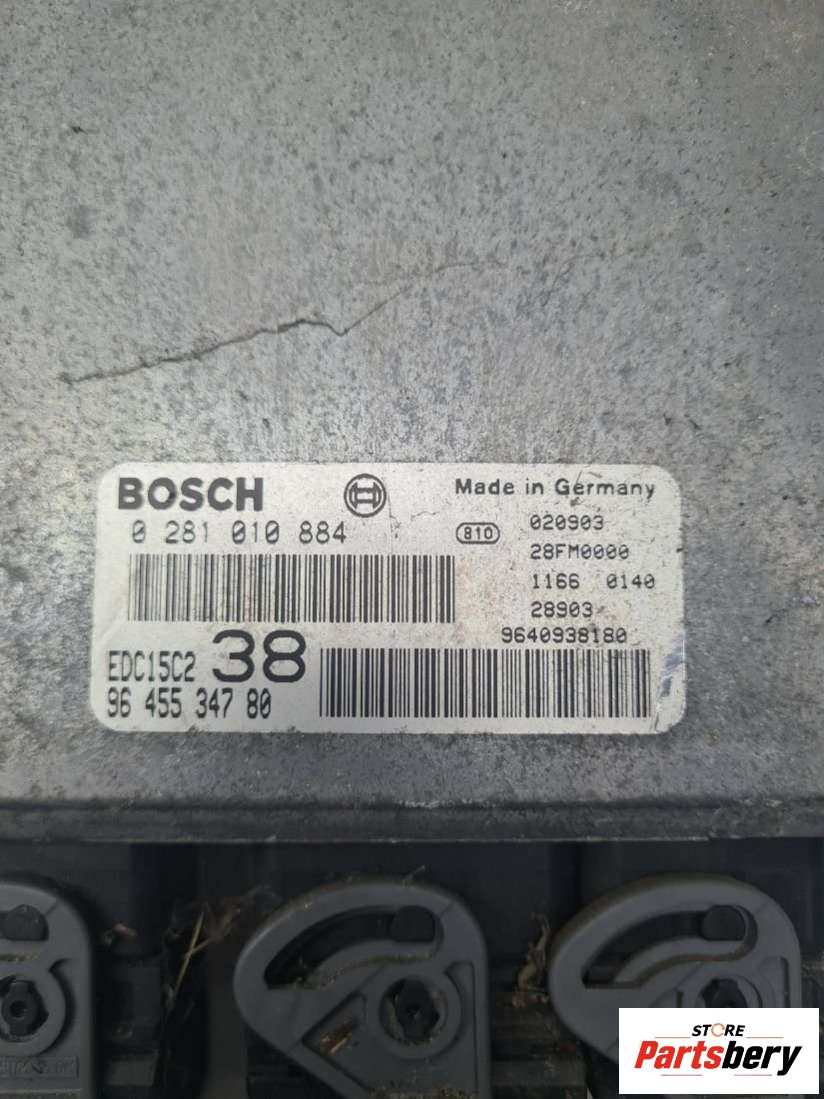 BOSCH
Made in Germany
0 281 010 884
810
020903
28FM0000
1166 0140
28903
9640938180
EDC15C2 38
96 455 347 80
STORE
Partsbery